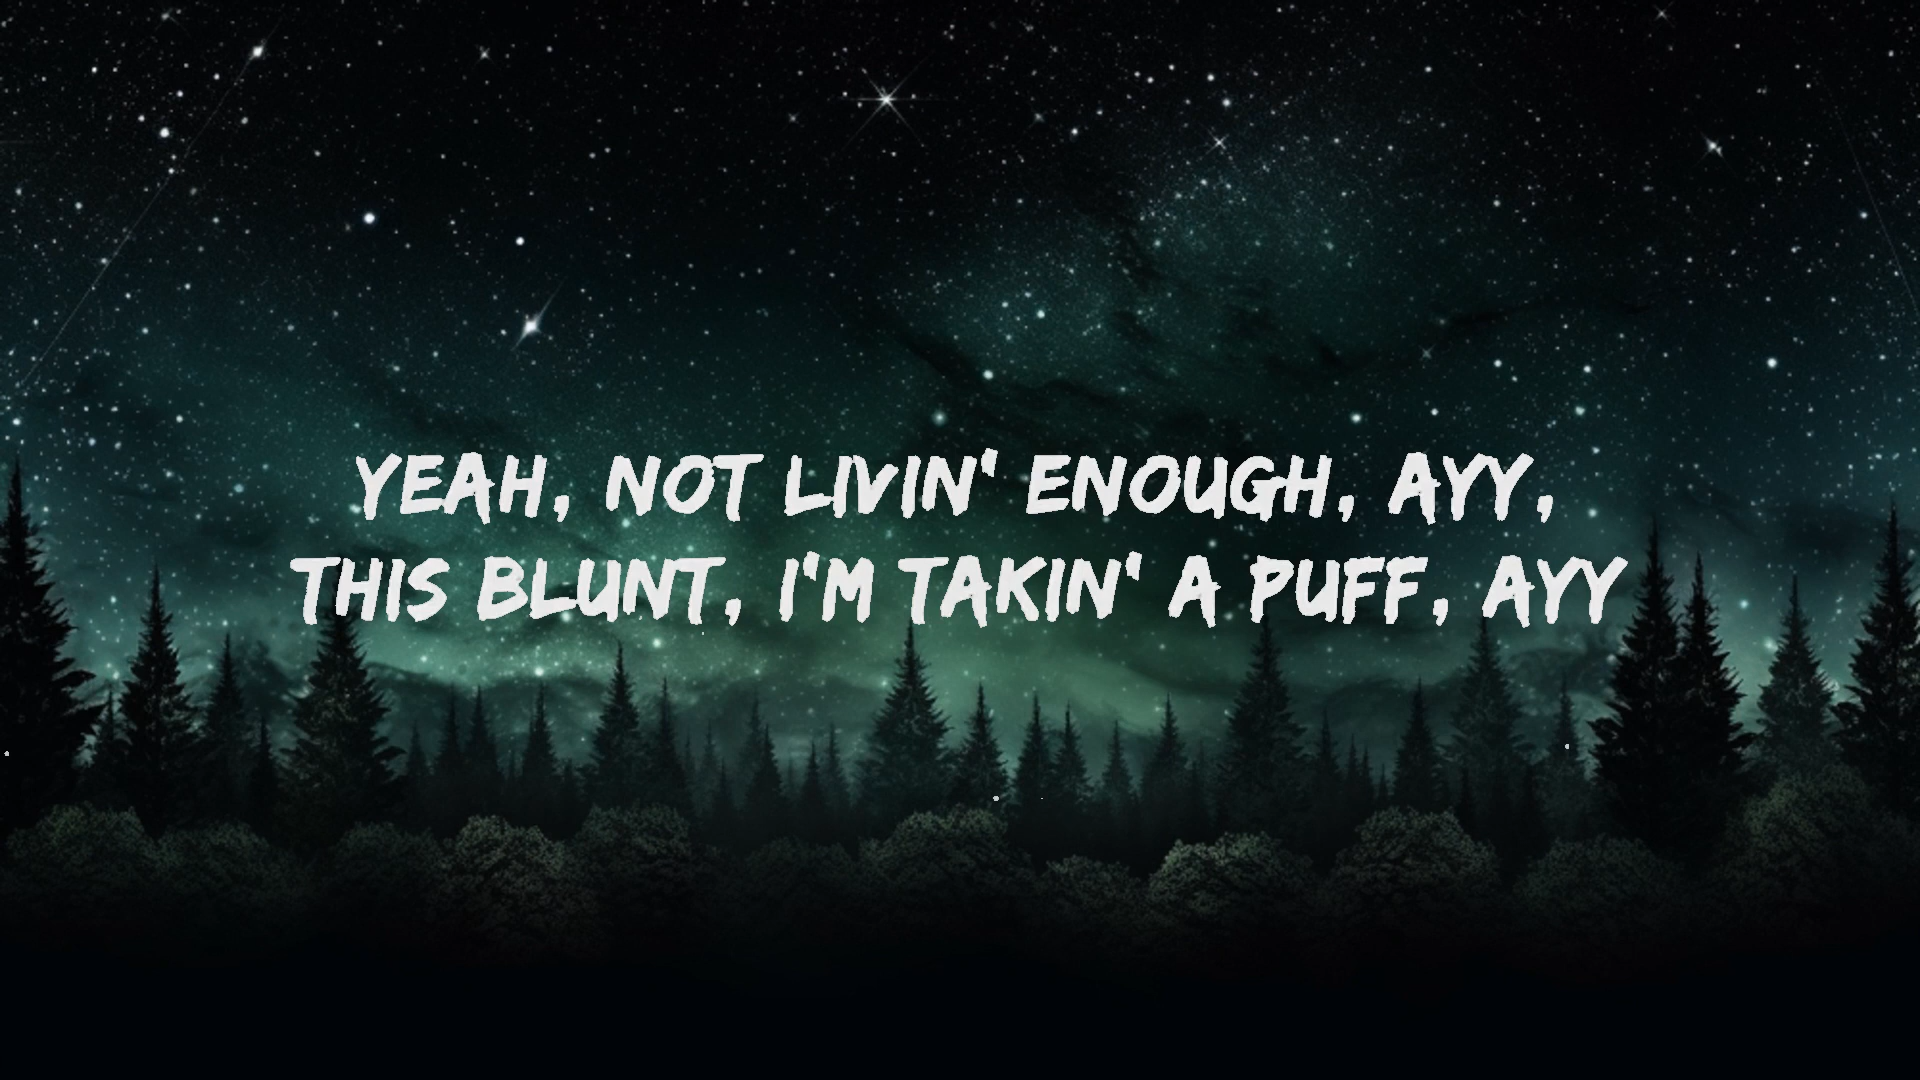 YEAH, NOT LIVIN' ENOUGH, AYY,
THIS BLUNT, I'M TAKIN' A PUFF, AYY